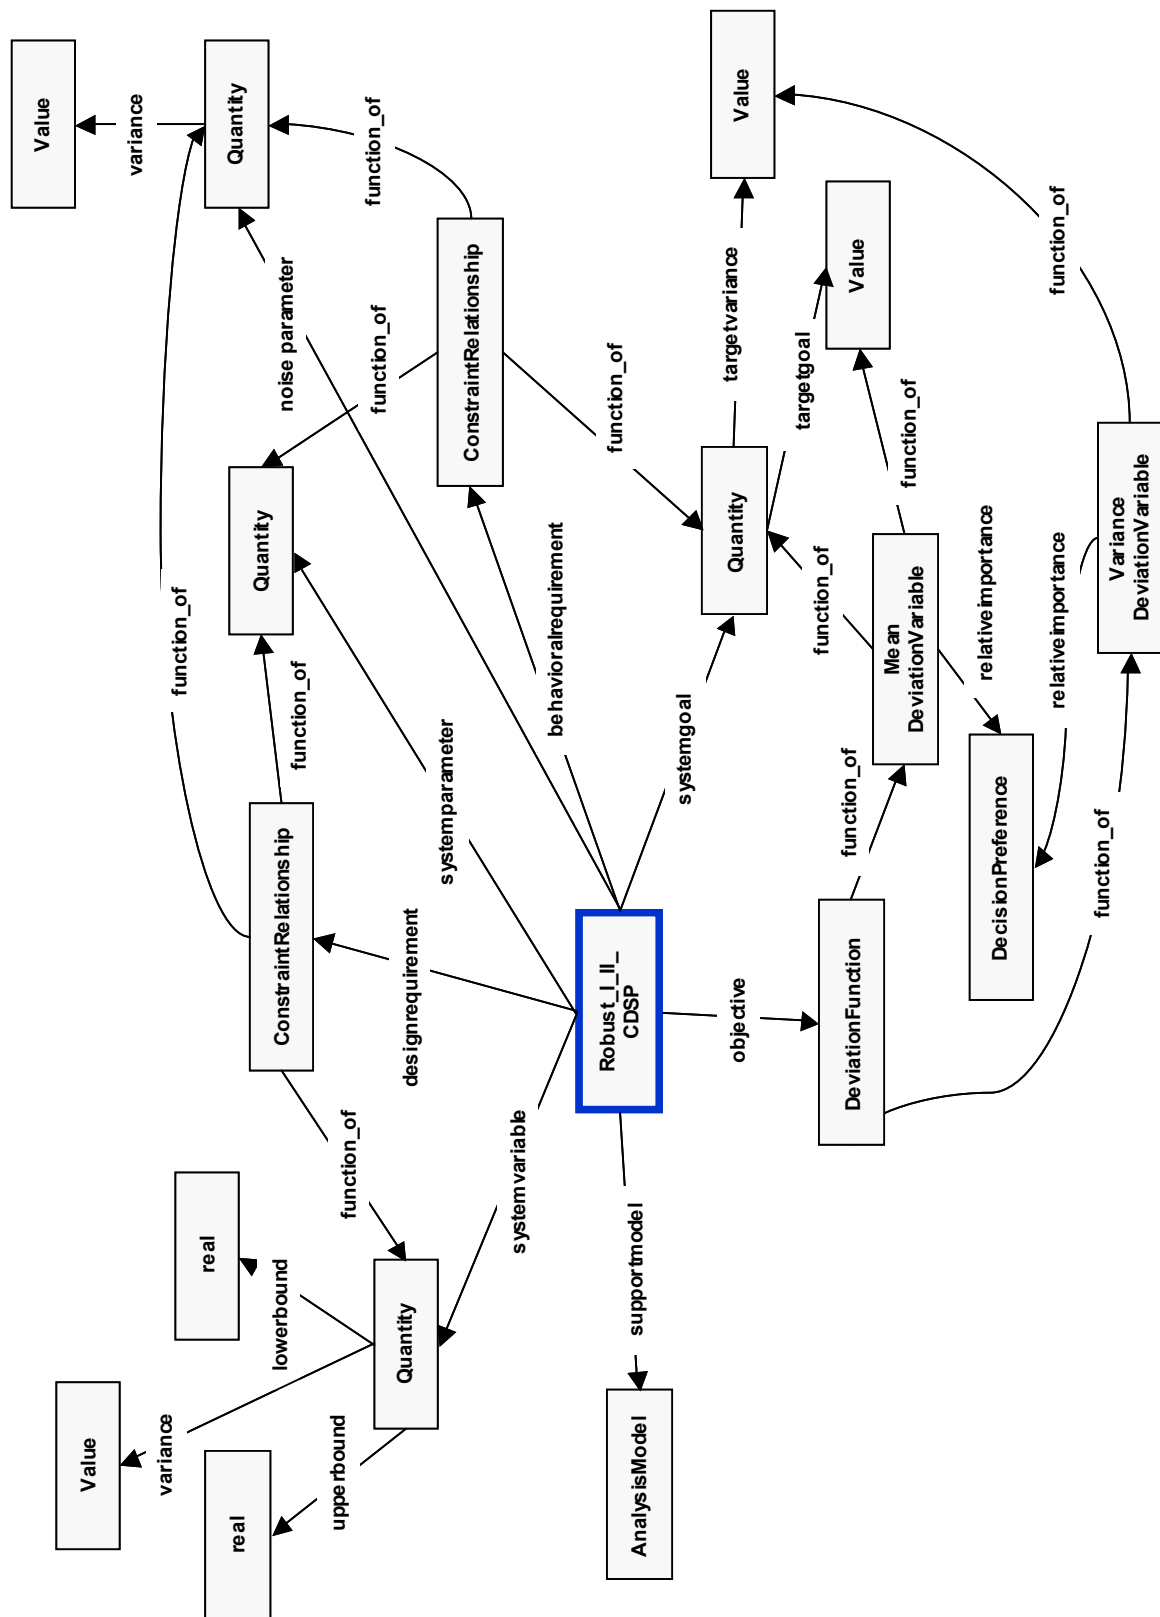 Value
Value
variance
variance
function_of
real
Quantity
real
Quantity
lowerbound
ConstraintRelationship
function_of
noise parameter
upperbound
function_of
function_of
function_of
Quantity
designrequirement
systemparameter
ConstraintRelationship
systemvariable
behavioralrequirement
Robust_I_II_
CDSP
function_of
AnalysisModel
supportmodel
systemgoal
objective
Quantity
targetvariance
Value
targetgoal
function_of
DeviationFunction
function_of
Value
Mean
DeviationVariable
function_of
DecisionPreference
relativeimportance
relativeimportance
function_of
function_of
Variance
DeviationVariable